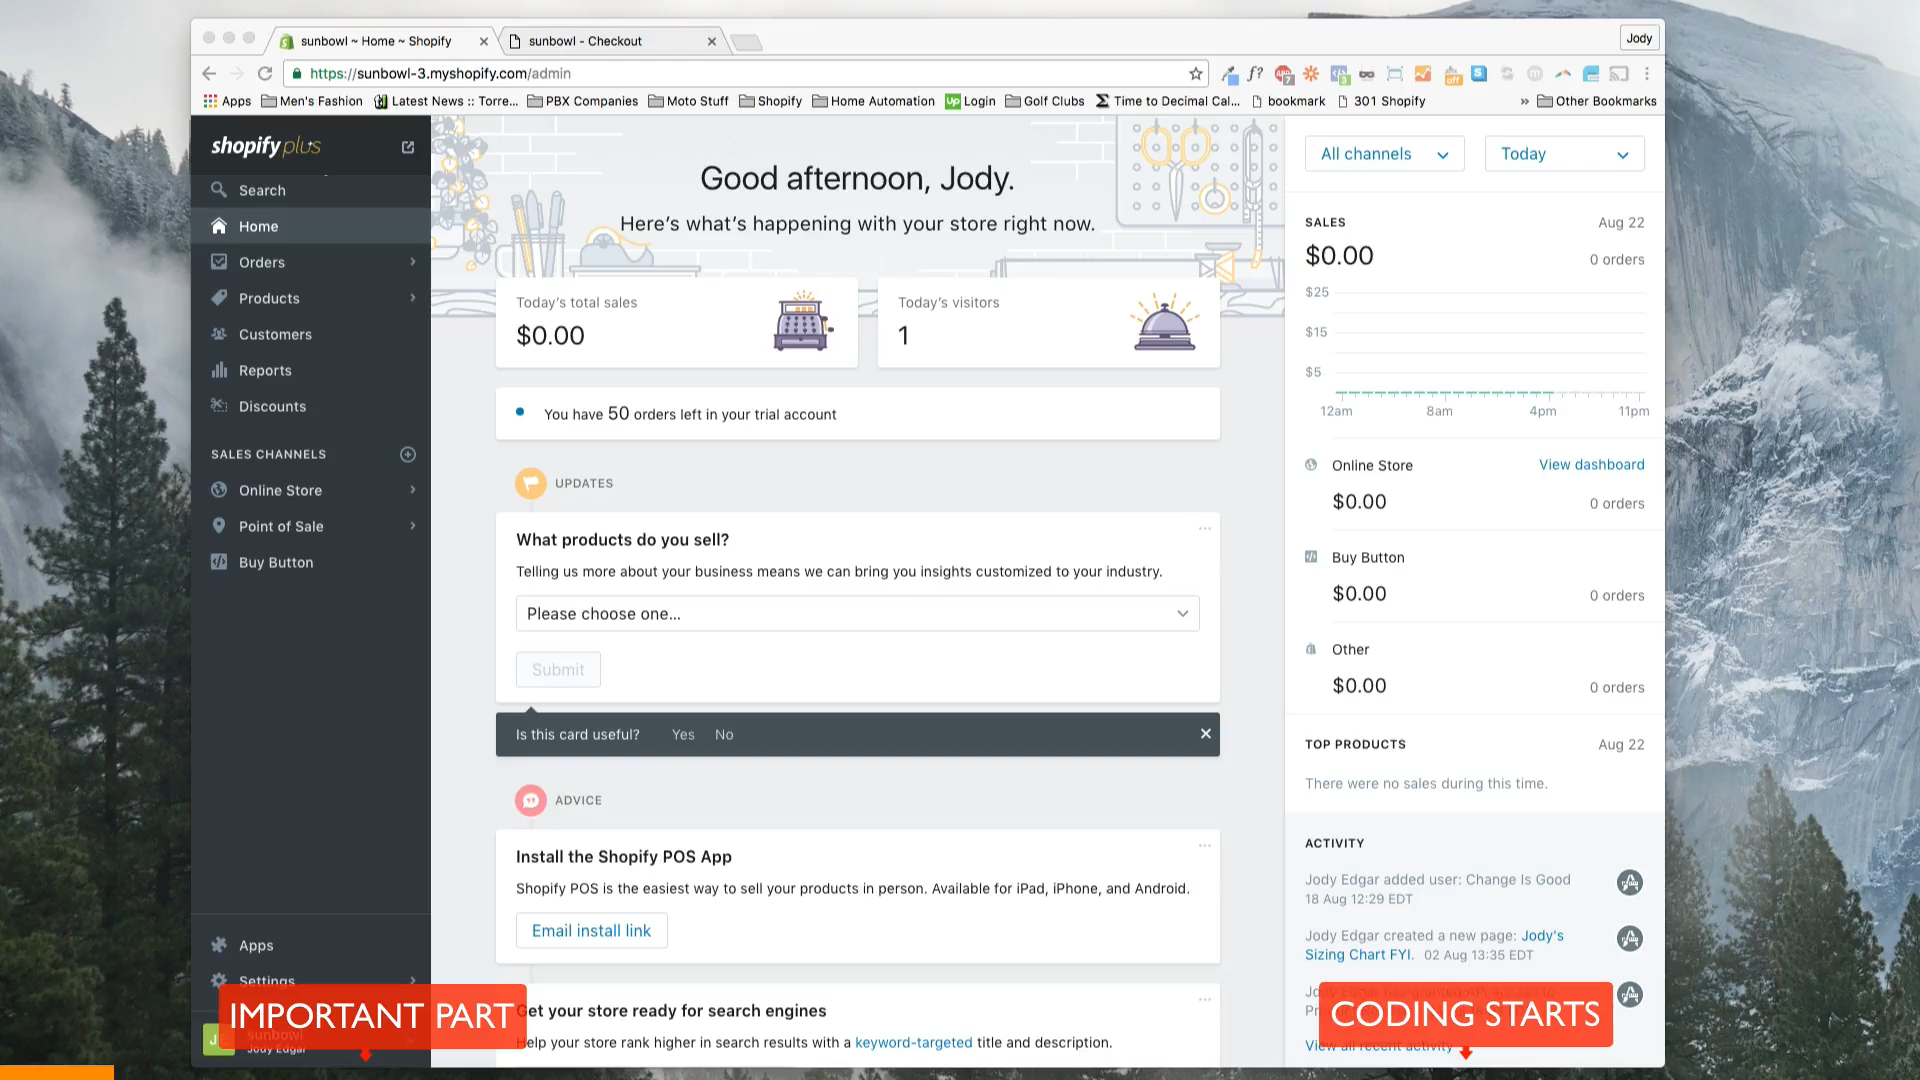 sunbowl ~ Home ~ Shopify
sunbowl - Checkout
Jody
https://sunbowl-3.myshopify.com/admin
f?
7
3
off
Apps
Men's Fashion
Latest News :: Torre...
PBX Companies
Moto Stuff
Shopify
Home Automation
Up Login
Golf Clubs
Time to Decimal Cal...
bookmark
301 Shopify
»
Other Bookmarks
shopify plus
Search
Home
Orders
Products
Customers
Reports
Discounts
SALES CHANNELS
Online Store
Point of Sale
Buy Button
Apps
Settings
sunbowl
Jody Edgar
IMPORTANT PART
Good afternoon, Jody.
Here's what's happening with your store right now.
Today's total sales
$0.00
Today's visitors
1
You have 50 orders left in your trial account
UPDATES
What products do you sell?
Telling us more about your business means we can bring you insights customized to your industry.
Please choose one...
Submit
Is this card useful? Yes No
ADVICE
Install the Shopify POS App
Shopify POS is the easiest way to sell your products in person. Available for iPad, iPhone, and Android.
Email install link
Get your store ready for search engines
Help your store rank higher in search results with a keyword-targeted title and description.
All channels
Today
SALES
Aug 22
$0.00
0 orders
$25
$15
$5
12am 8am 4pm 11pm
Online Store
View dashboard
$0.00
0 orders
Buy Button
$0.00
0 orders
Other
$0.00
0 orders
TOP PRODUCTS
Aug 22
There were no sales during this time.
ACTIVITY
Jody Edgar added user: Change Is Good
18 Aug 12:29 EDT
Jody Edgar created a new page: Jody's
Sizing Chart FYI. 02 Aug 13:35 EDT
CODING STARTS
View all recent activity